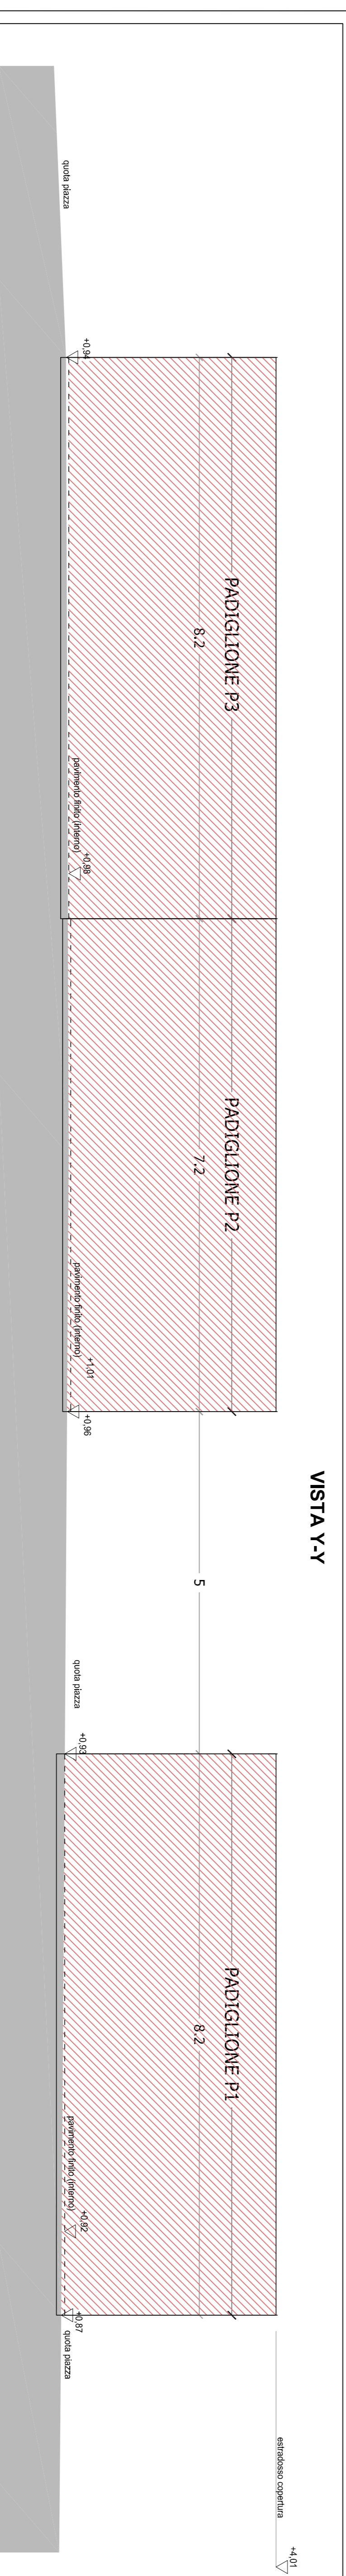 VISTA Y-Y
quota piazza
+0,94
PADIGLIONE P3
8.2
pavimento finito (interno)
+0,98
PADIGLIONE P2
7.2
pavimento finito (interno)
+1,01
+0,96
5
quota piazza
PADIGLIONE P1
8.2
pavimento finito (interno)
+0,92
+0,87
quota piazza
estradosso copertura
+4,01